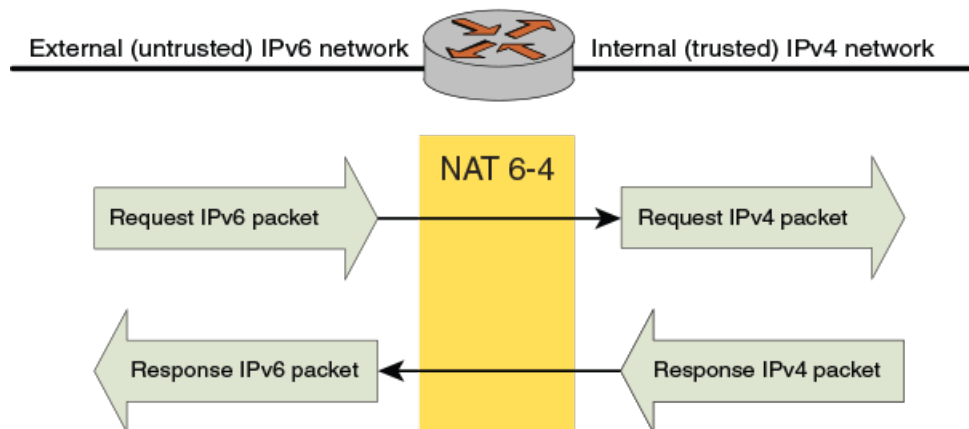 External (untrusted) IPv6 network
Internal (trusted) IPv4 network
NAT 6-4
Request IPv6 packet
Request IPv4 packet
Response IPv6 packet
Response IPv4 packet